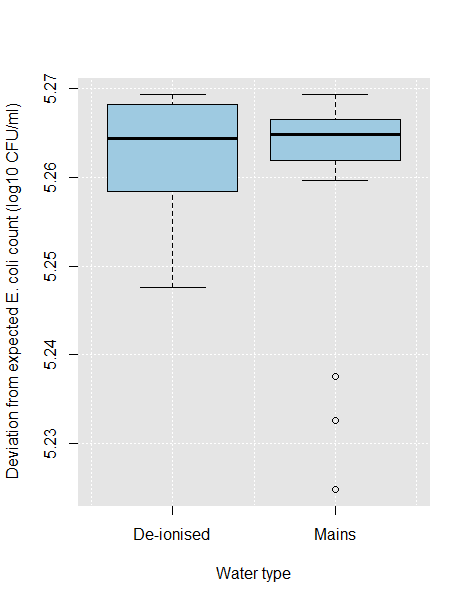 Deviation from expected E. coli count (log10 CFU/ml)
5.27
5.26
5.25
5.24
5.23
De-ionised
Mains
Water type